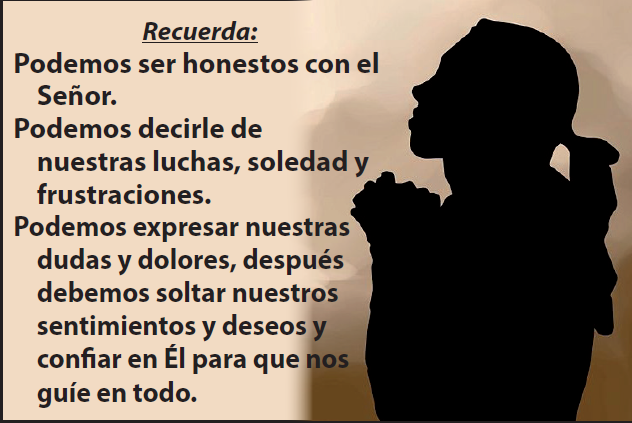 Recuerda:
Podemos ser honestos con el
Señor.
Podemos decirle de
nuestras luchas, soledad y
frustraciones.
Podemos expresar nuestras
dudas y dolores, después
debemos soltar nuestros
sentimientos y deseos y
confiar en Él para que nos
guíe en todo.